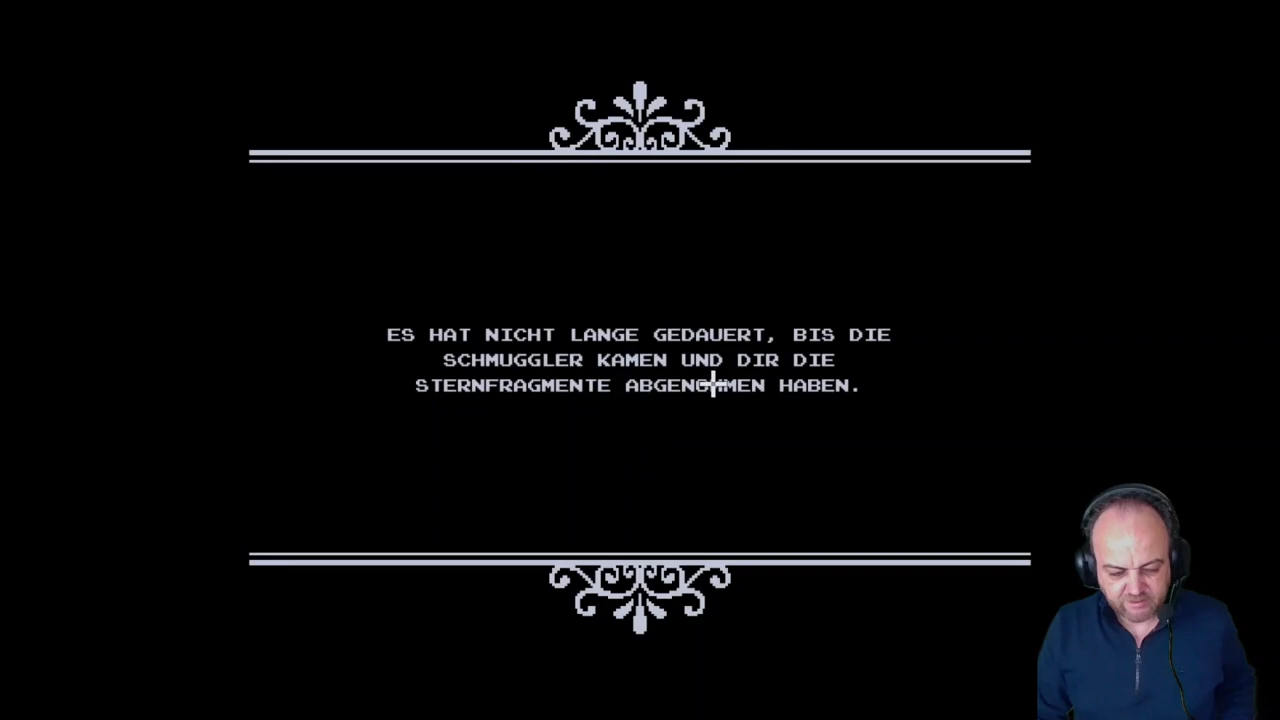 ES HAT NICHT LANGE GEDAUERT, BIS DIE
SCHMUGGLER KAMEN UND DIR DIE
STERNFRAGMENTE ABGENOMMEN HABEN.